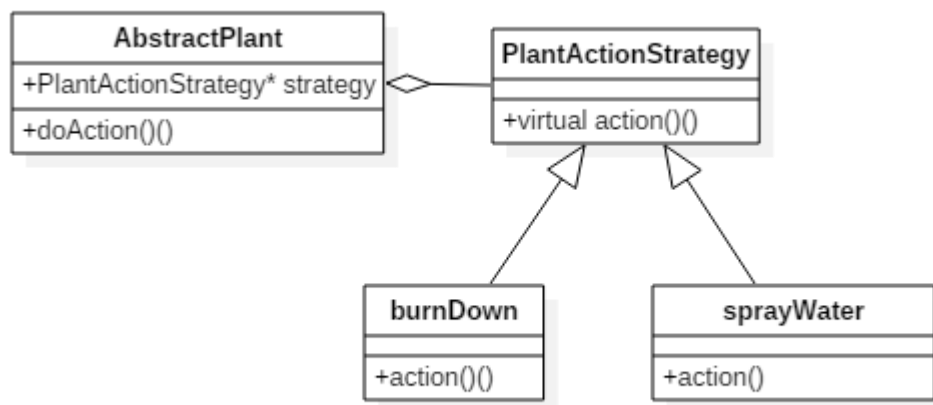 AbstractPlant
+PlantActionStrategy* strategy
+doAction()()
PlantActionStrategy
+virtual action()()
burnDown
+action()()
sprayWater
+action()